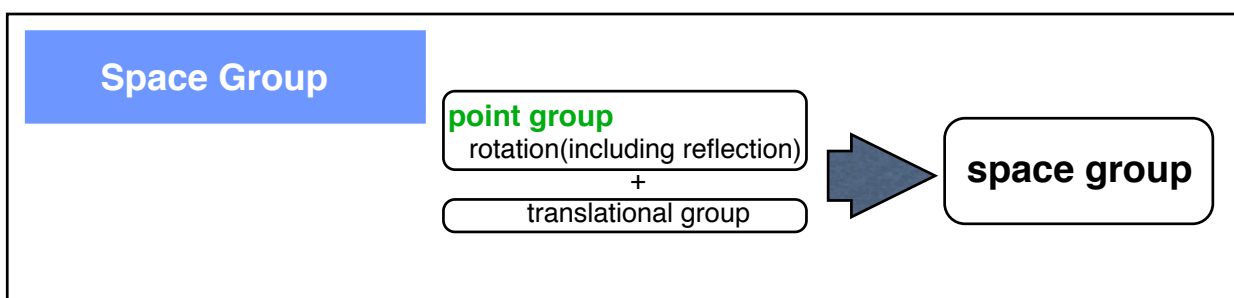 Space Group
point group
rotation(including reflection)
+
translational group
space group